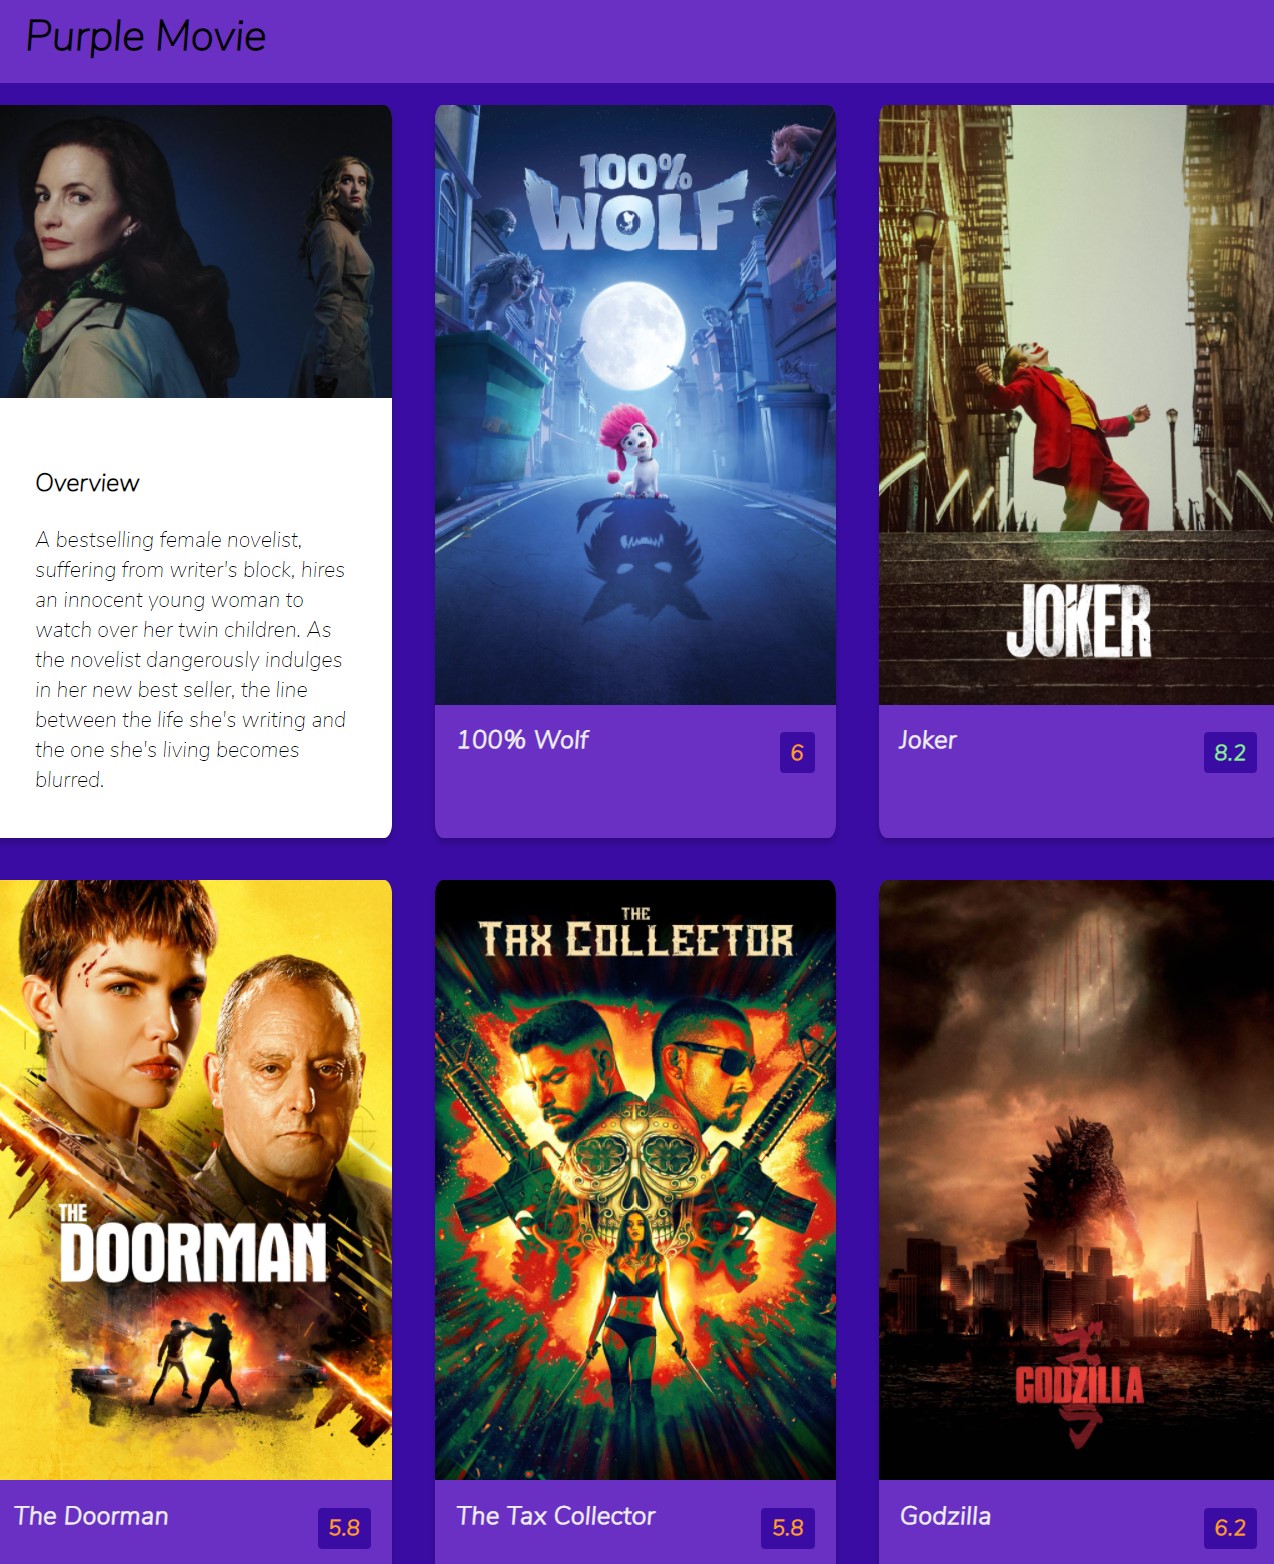 Purple Movie
Overview
A bestselling female novelist,
suffering from writer's block, hires
an innocent young woman to
watch over her twin children. As
the novelist dangerously indulges
in her new best seller, the line
between the life she's writing and
the one she's living becomes
blurred.
100%
WOLF
100% Wolf
6
JOKER
Joker
8.2
THE
DOORMAN
The Doorman
5.8
THE
TAX COLLECTOR
The Tax Collector
5.8
ゴジラ
GODZILLA
Godzilla
6.2